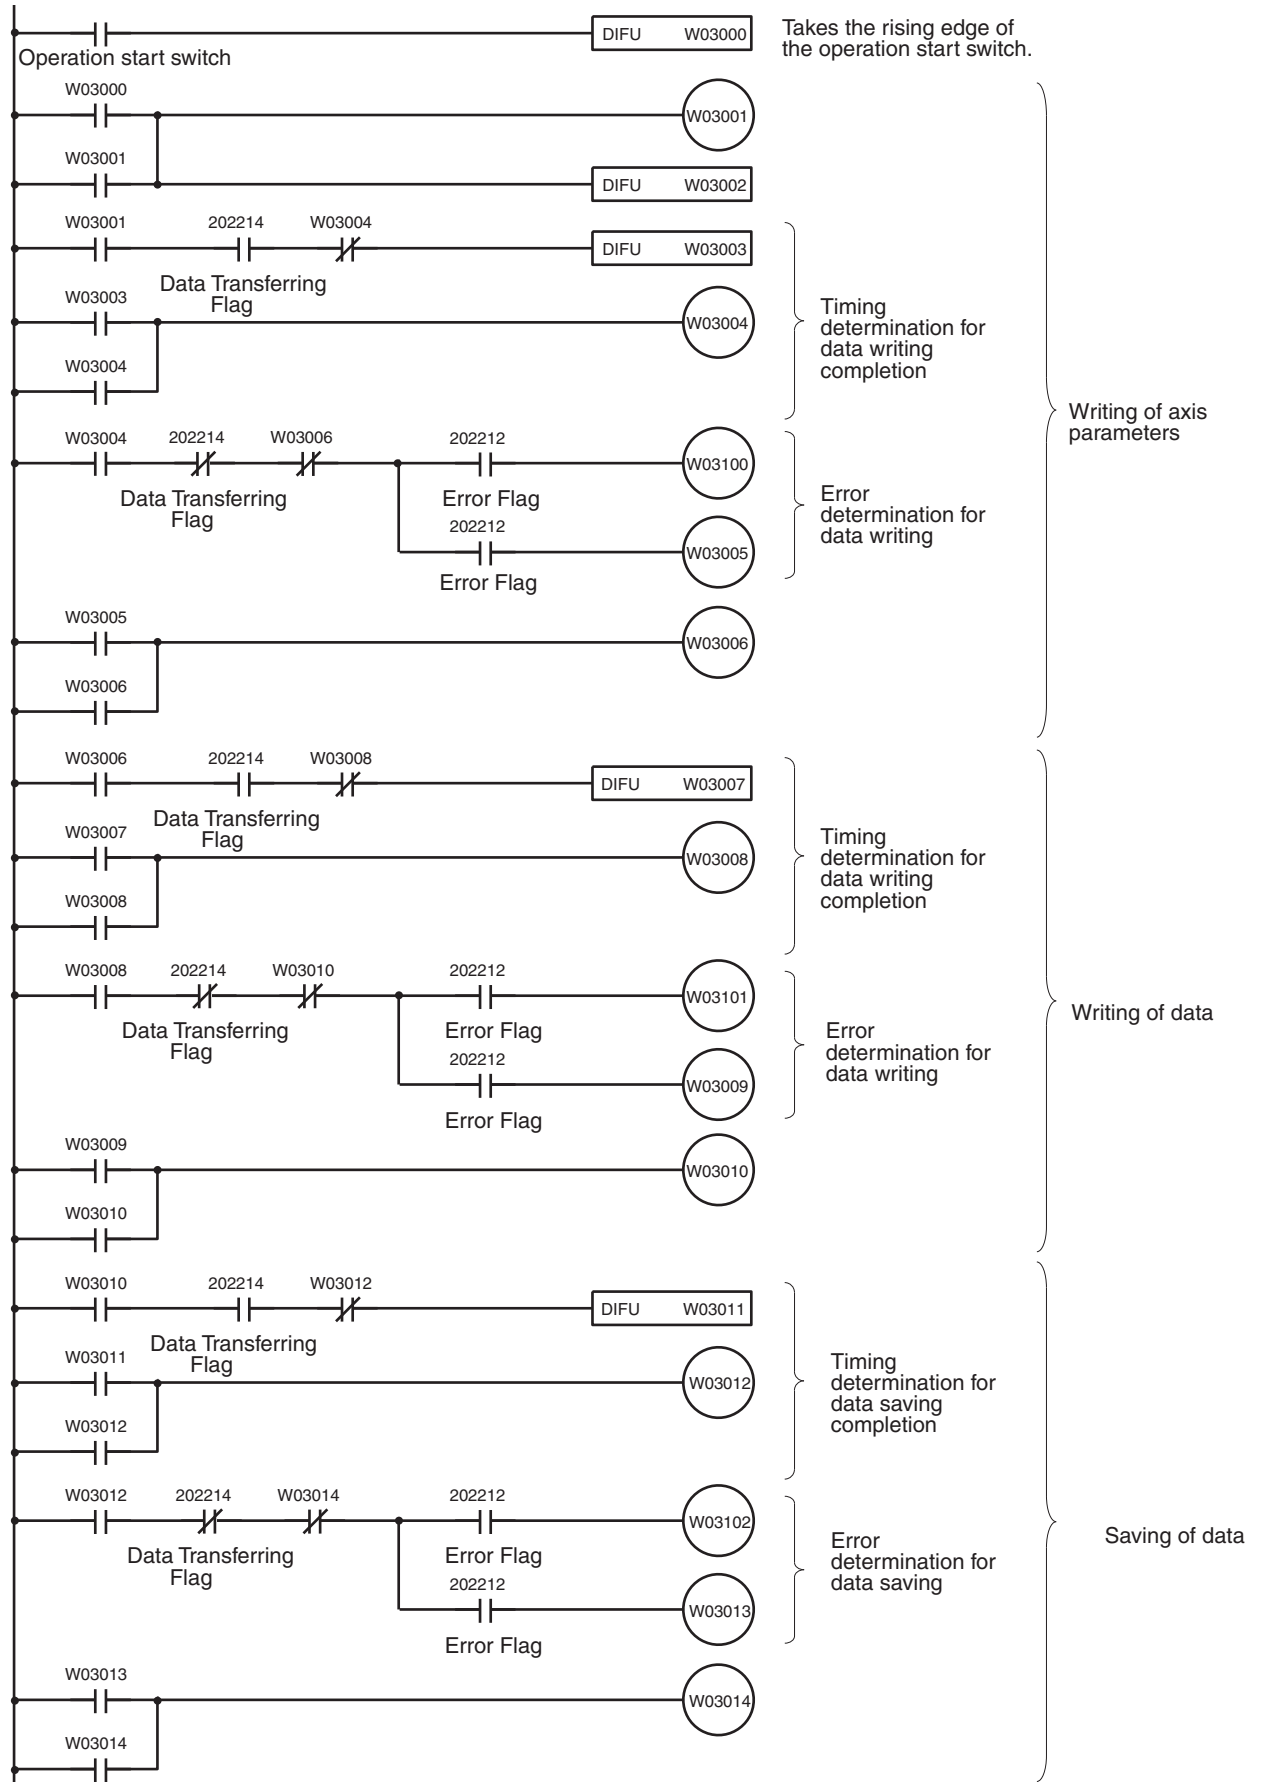 DIFU W03000
Takes the rising edge of
the operation start switch.
Operation start switch
W03000
W03001
W03001
DIFU W03002
W03001 202214 W03004
DIFU W03003
Data Transferring
Flag
W03003
W03004
W03004
Timing
determination for
data writing
completion
W03004 202214 W03006 202212
W03100
Data Transferring
Flag
Error Flag
202212
W03005
Error Flag
Error
determination for
data writing
W03005
W03006
W03006
Writing of axis
parameters
W03006 202214 W03008
DIFU W03007
Data Transferring
Flag
W03007
W03008
W03008
Timing
determination for
data writing
completion
W03008 202214 W03010 202212
W03101
Data Transferring
Flag
Error Flag
202212
W03009
Error Flag
Error
determination for
data writing
W03009
W03010
W03010
Writing of data
W03010 202214 W03012
DIFU W03011
Data Transferring
Flag
W03011
W03012
W03012
Timing
determination for
data saving
completion
W03012 202214 W03014 202212
W03102
Data Transferring
Flag
Error Flag
202212
W03013
Error Flag
Error
determination for
data saving
W03013
W03014
W03014
Saving of data